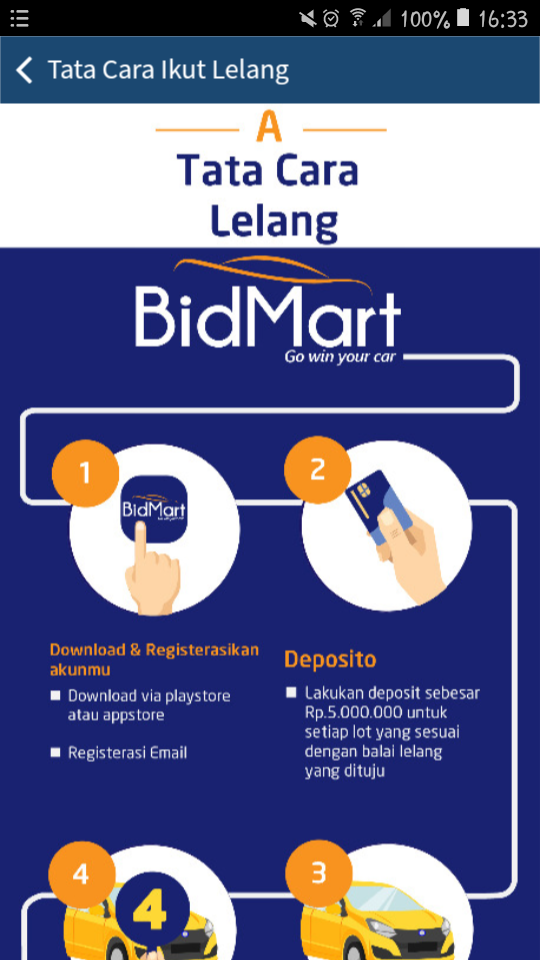 100% 16:33
Tata Cara Ikut Lelang
A
Tata Cara
Lelang
BidMart
Go win your car
1
BidMart
2
Download & Registerasikan
akunmu
Download via playstore
atau appstore
Registerasi Email
Deposito
Lakukan deposit sebesar
Rp.5.000.000 untuk
setiap lot yang sesuai
dengan balai lelang
yang dituju
4
4
3